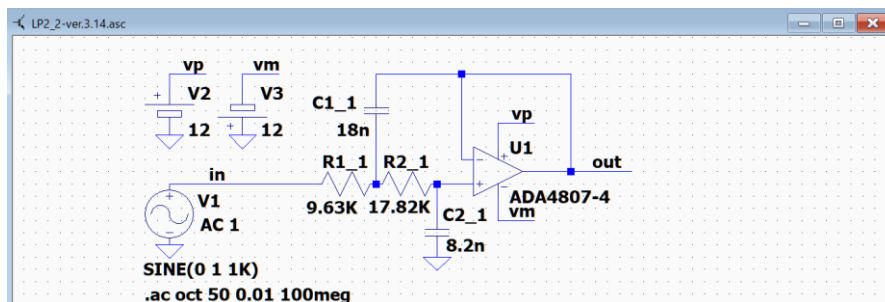 LP2_2-ver.3.14.asc
vp
vm
V2
V3
C1_1
vp
12
12
18n
U1
R1_1
R2_1
out
in
V1
9.63K
17.82K
ADA4807-4
C2_1
vm
AC 1
8.2n
SINE(0 1 1K)
.ac oct 50 0.01 100meg